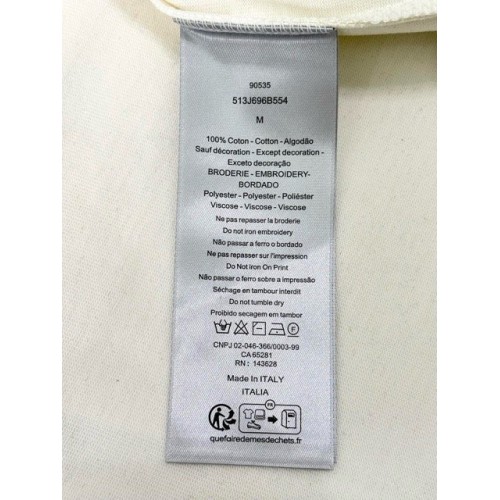 90535
513J696B554
M
100% Coton - Cotton - Algodão
Sauf décoration - Except decoration -
Exceto decoração
BRODERIE - EMBROIDERY-
BORDADO
Polyester - Polyester - Poliéster
Viscose - Viscose - Viscose
Ne pas repasser la broderie
Do not iron embroidery
Não passar a ferro o bordado
Ne pas repasser sur l'impression
Do Not Iron On Print
Não passar a ferro sobre a impressão
Séchage en tambour interdit
Do not tumble dry
Proibido secagem em tambor
CNPJ 02-046-366/0003-99
CA 65281
RN : 143628
Made In ITALY
ITALIA
FR
quefairedemesdechets.fr